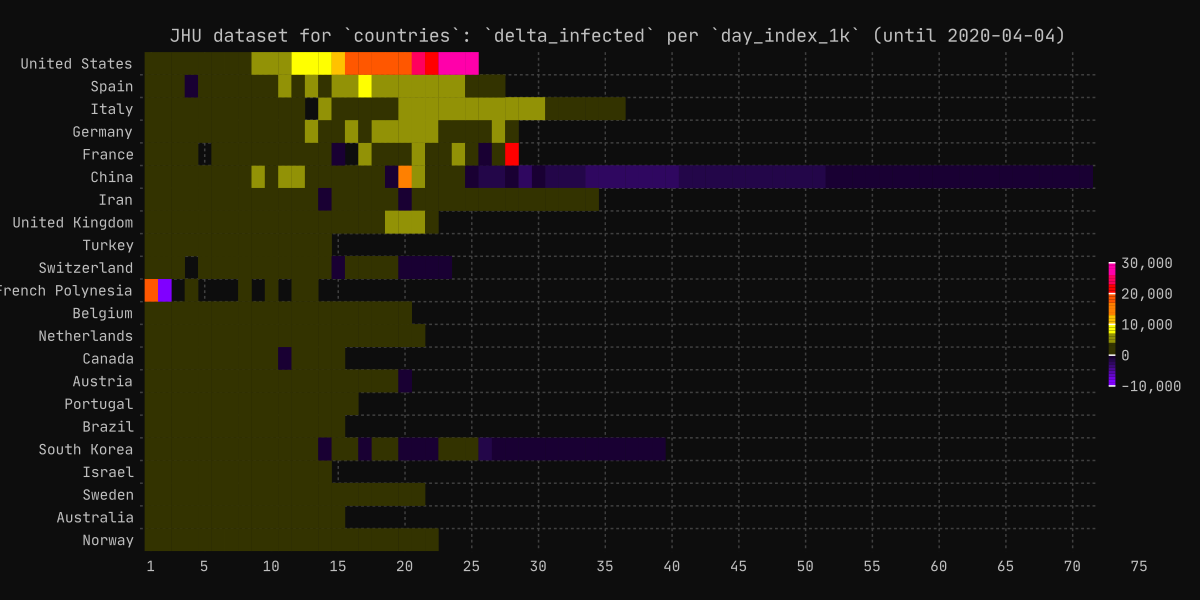 JHU dataset for `countries`: `delta_infected` per `day_index_1k` (until 2020-04-04)
United States
Spain
Italy
Germany
France
China
Iran
United Kingdom
Turkey
Switzerland
French Polynesia
Belgium
Netherlands
Canada
Austria
Portugal
Brazil
South Korea
Israel
Sweden
Australia
Norway
1 5 10 15 20 25 30 35 40 45 50 55 60 65 70 75
30,000
20,000
10,000
0
-10,000